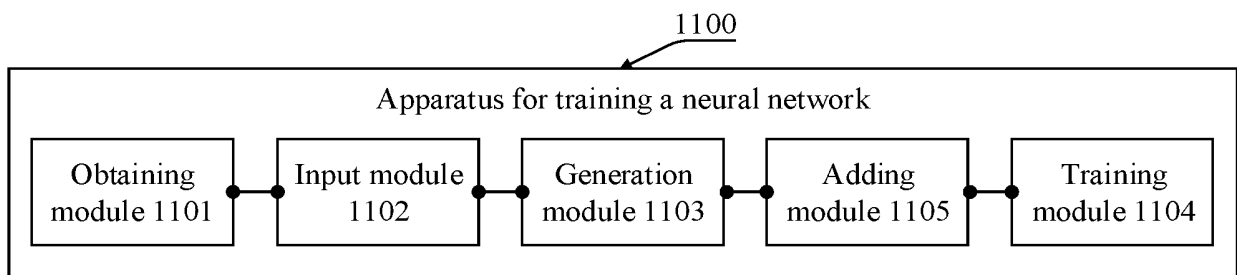 1100
Apparatus for training a neural network
Obtaining
module 1101
Input module
1102
Generation
module 1103
Adding
module 1105
Training
module 1104